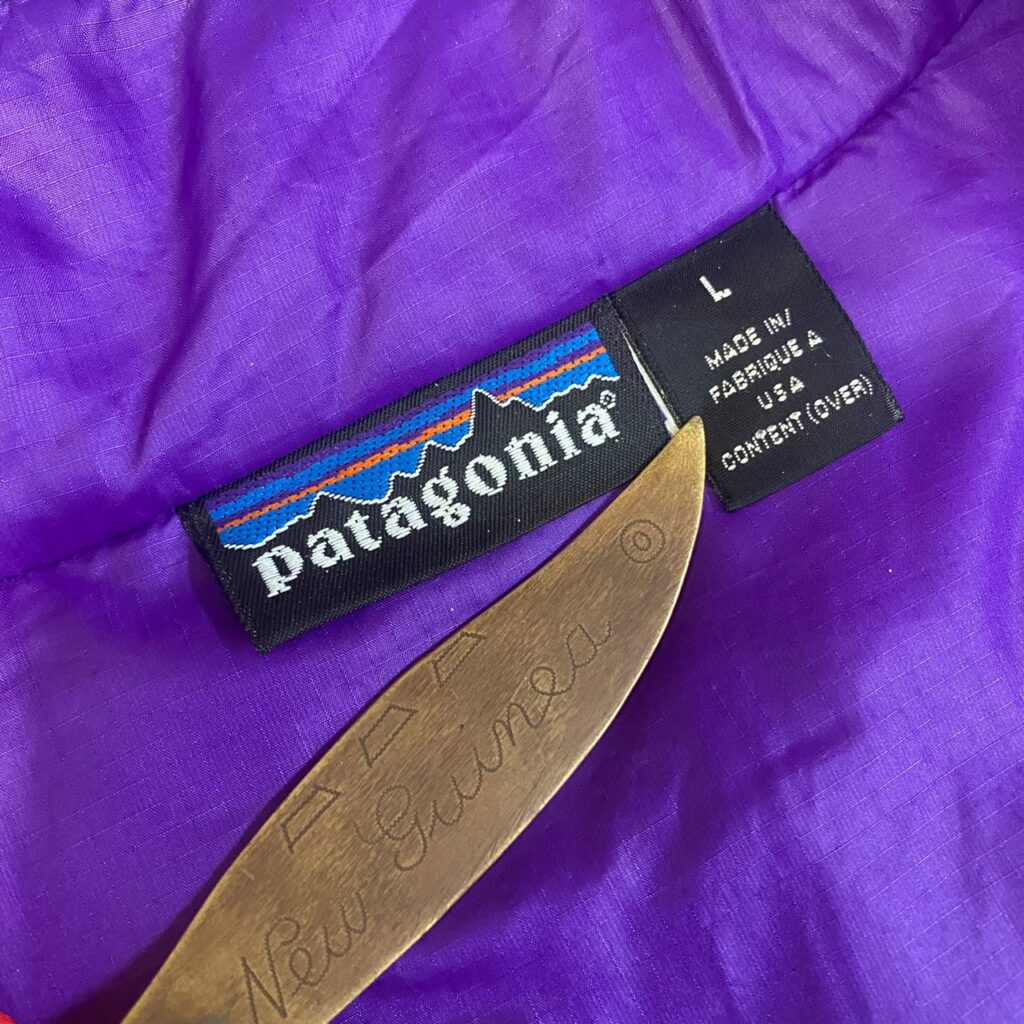 patagonia®
L
MADE IN/
FABRIQUE A
USA
CONTENT (OVER)
New Guinea